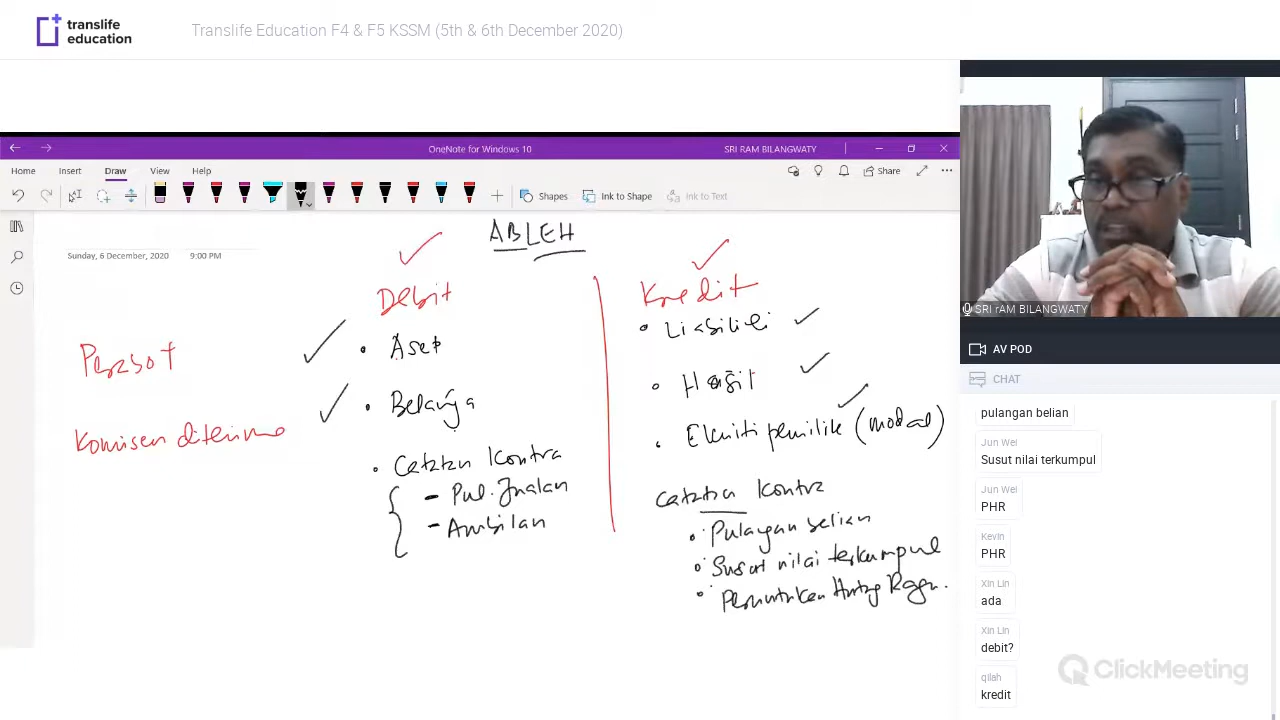 translife
education
Translife Education F4 & F5 KSSM (5th & 6th December 2020)
OneNote for Windows 10
SRI RAM BILANGWATY
Home
Insert
Draw
View
Help
Share
Shapes
Ink to Shape
Ink to Text
Sunday, 6 December, 2020
9:00 PM
ABLEH
Debit
Kredit
Perabot
Komisen diterima
• Aset
• Belanja
• Catatan Kontra
- Pul. Jualan
- Ambilan
• Liabiliti
• Hasil
• Ekuiti pemilik (modal)
Catatan Kontra
• Pulangan belian
• Susut nilai terkumpul
• Peruntukan Hutang Ragu.
SRI rAM BILANGWATY
AV POD
CHAT
pulangan belian
Jun Wei
Susut nilai terkumpul
Jun Wei
PHR
Kevin
PHR
Xin Lin
ada
Xin Lin
debit?
qilah
kredit
ClickMeeting